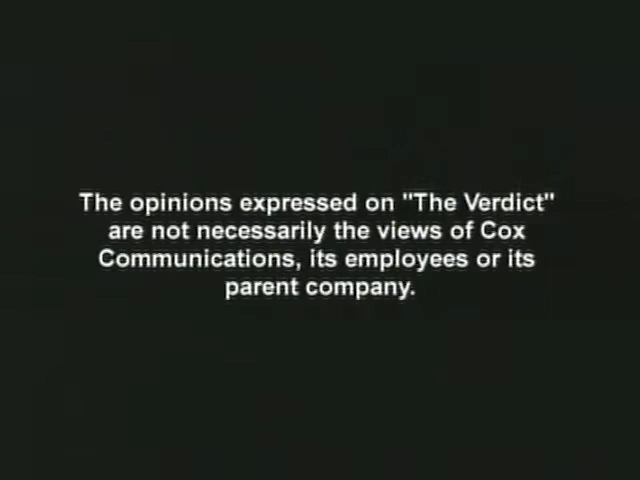 The opinions expressed on "The Verdict"
are not necessarily the views of Cox
Communications, its employees or its
parent company.